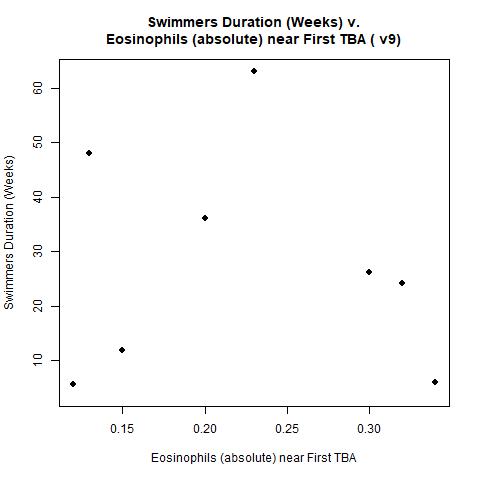 Swimmers Duration (Weeks) v.
Eosinophils (absolute) near First TBA ( v9)
Swimmers Duration (Weeks)
60
50
40
30
20
10
0.15 0.20 0.25 0.30
Eosinophils (absolute) near First TBA